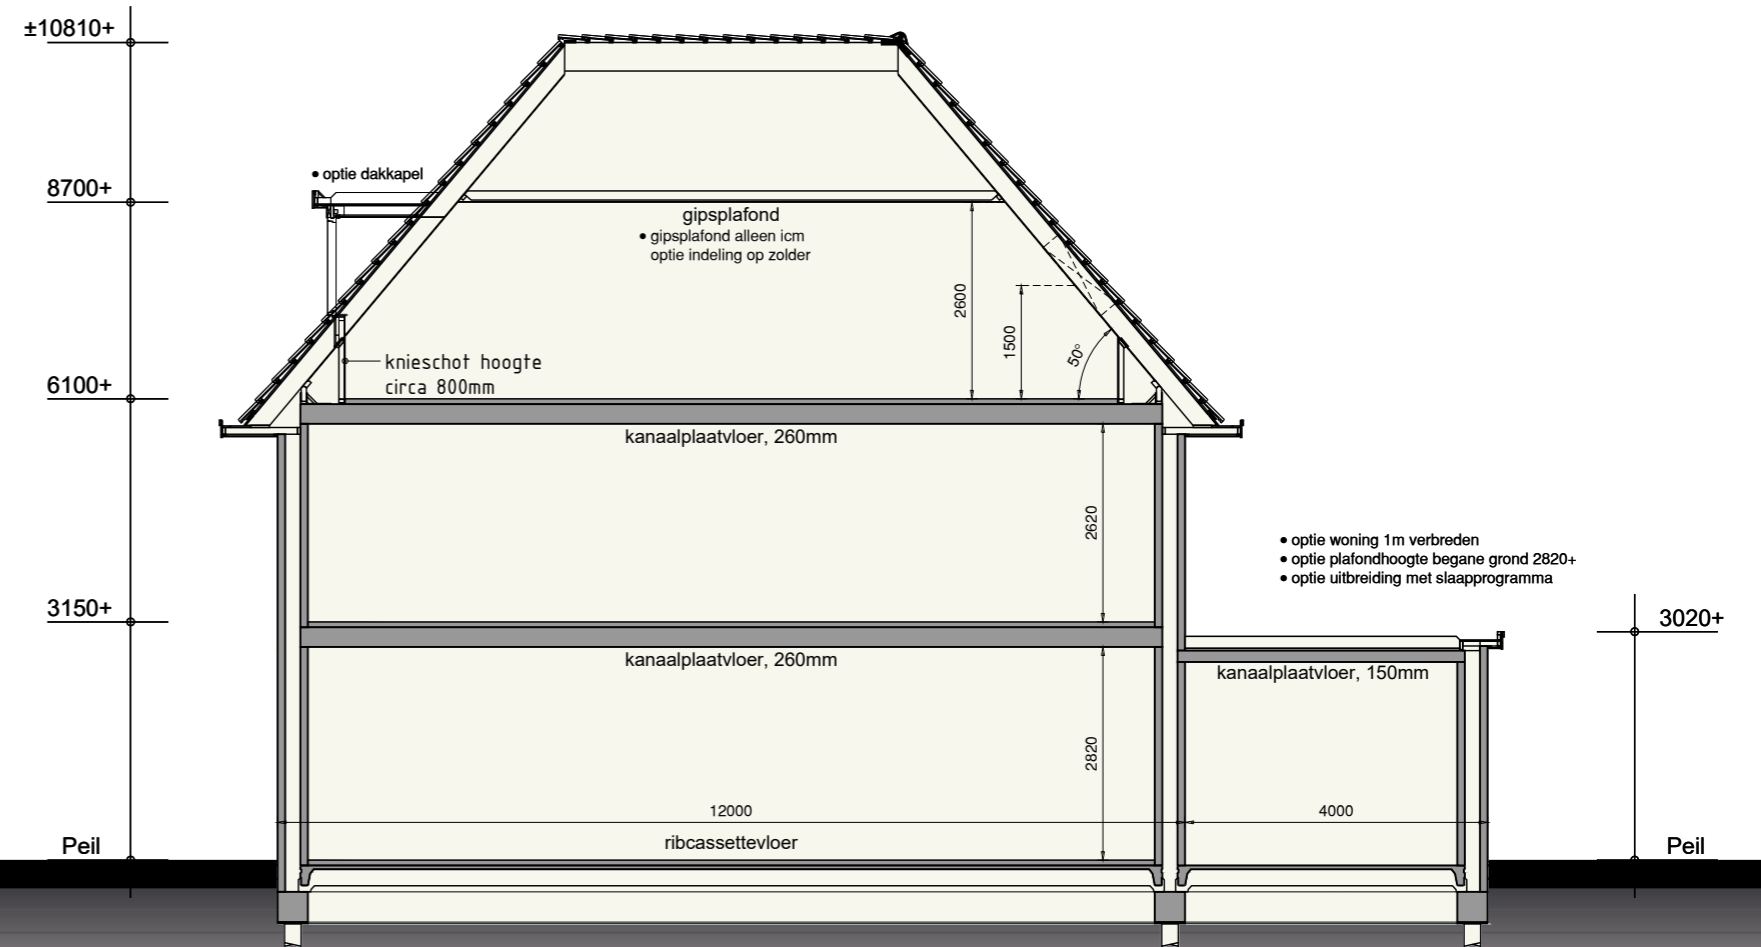 ±10810+
• optie dakkapel
8700+
gipsplafond
• gipsplafond alleen icm
optie indeling op zolder
2600
1500
50°
knieschot hoogte
circa 800mm
6100+
kanaalplaatvloer, 260mm
2620
• optie woning 1m verbreden
• optie plafondhoogte begane grond 2820+
• optie uitbreiding met slaapprogramma
3150+
3020+
kanaalplaatvloer, 260mm
kanaalplaatvloer, 150mm
2820
12000
4000
ribcassettevloer
Peil
Peil